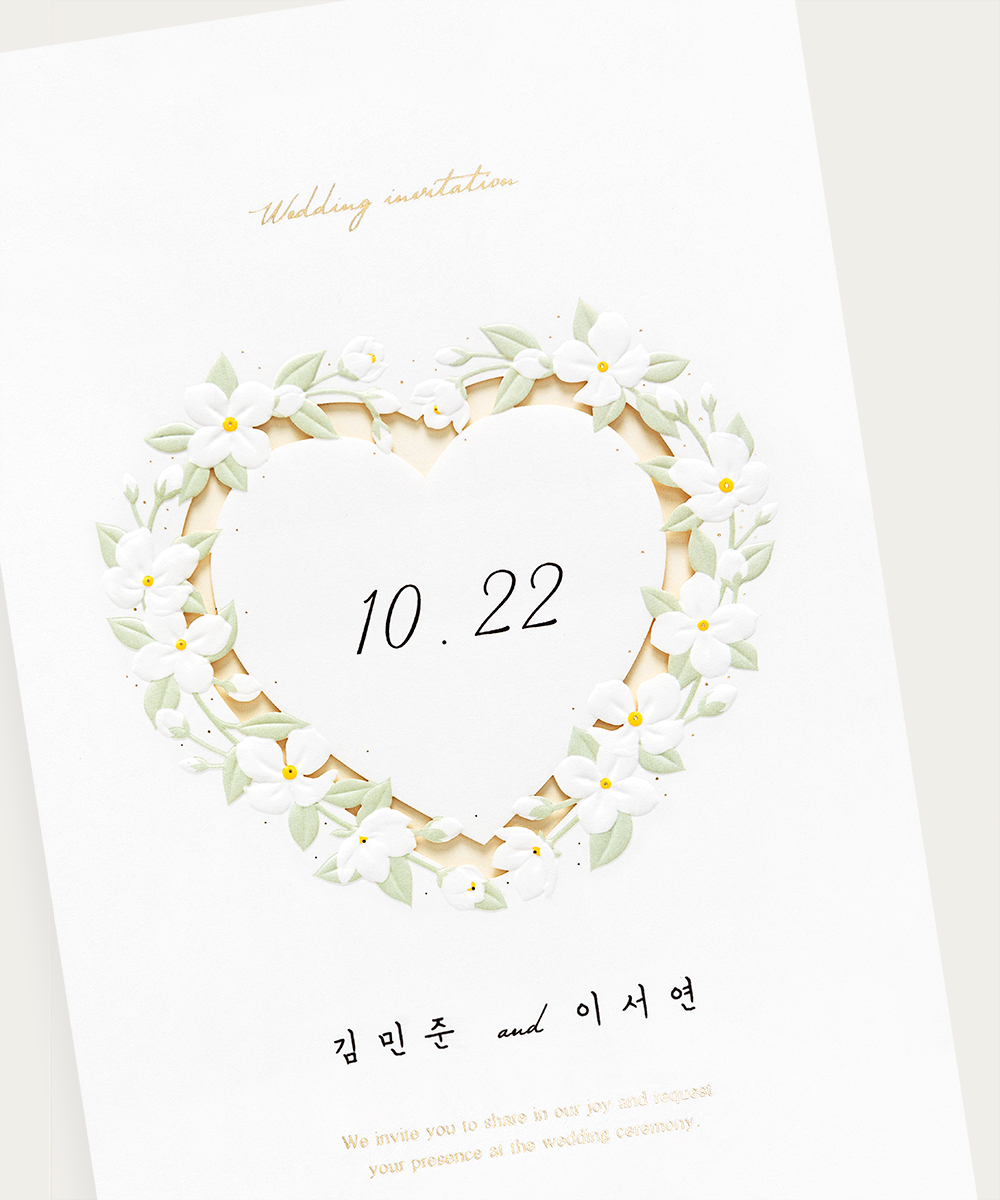 Wedding invitation
10.22
김민준 and 이서연
We invite you to share in our joy and request
your presence at the wedding ceremony.